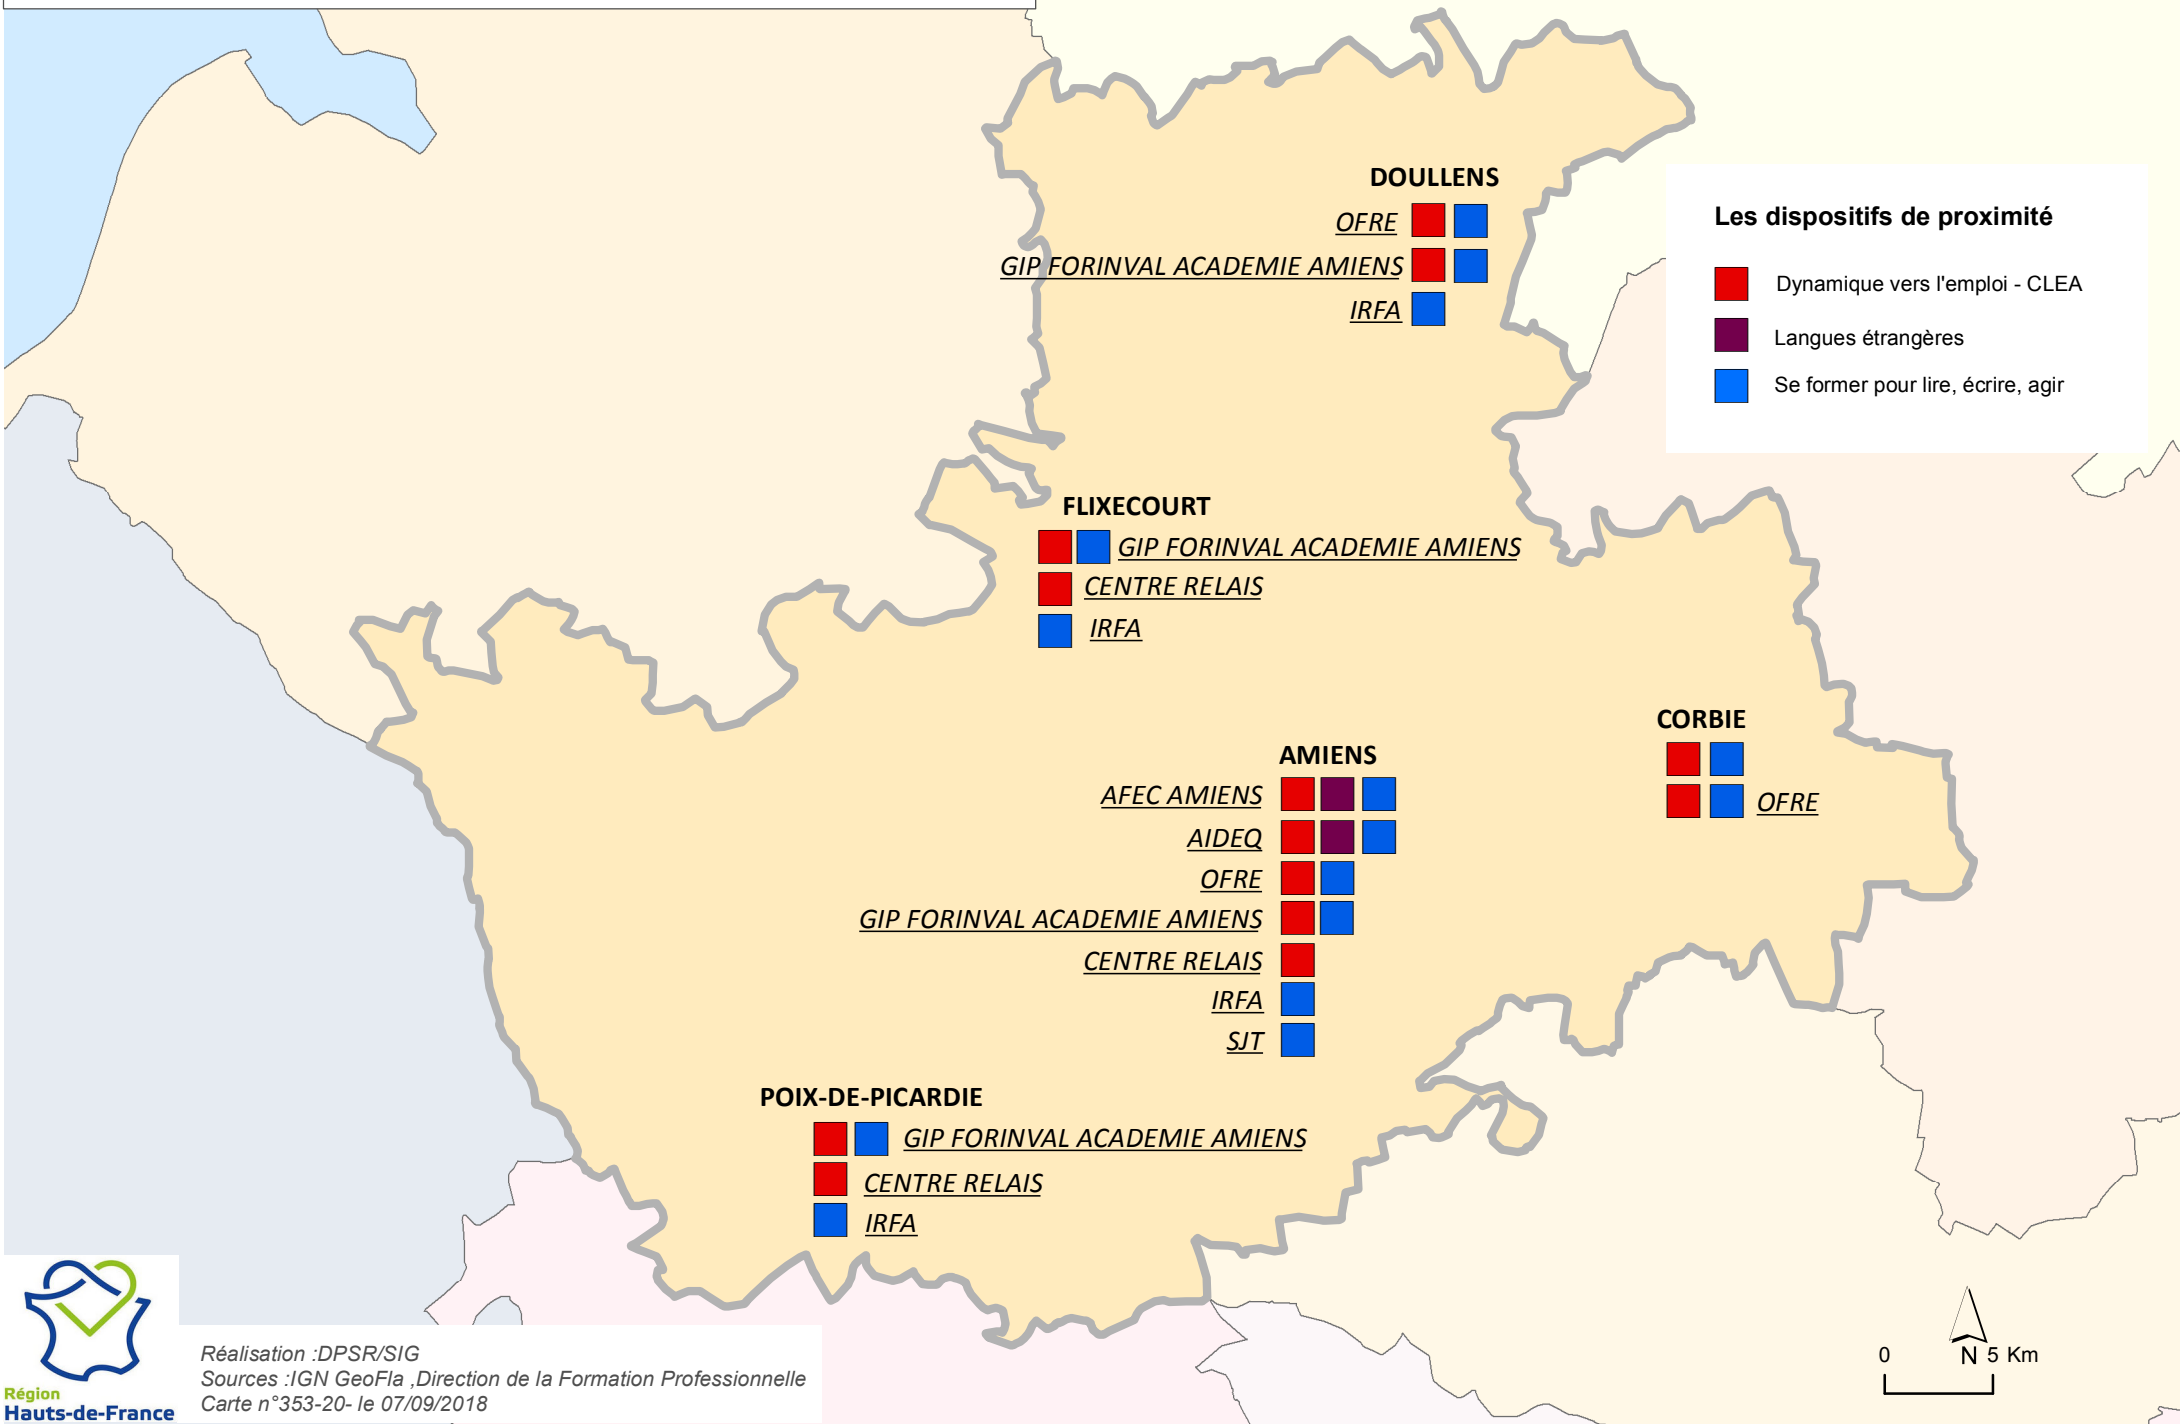 DOULLENS
OFRE
GIP FORINVAL ACADEMIE AMIENS
IRFA
Les dispositifs de proximité
Dynamique vers l'emploi - CLEA
Langues étrangères
Se former pour lire, écrire, agir
FLIXECOURT
GIP FORINVAL ACADEMIE AMIENS
CENTRE RELAIS
IRFA
CORBIE
OFRE
AMIENS
AFEC AMIENS
AIDEQ
OFRE
GIP FORINVAL ACADEMIE AMIENS
CENTRE RELAIS
IRFA
SJT
POIX-DE-PICARDIE
GIP FORINVAL ACADEMIE AMIENS
CENTRE RELAIS
IRFA
Région
Hauts-de-France
Réalisation :DPSR/SIG
Sources :IGN GeoFla ,Direction de la Formation Professionnelle
Carte n°353-20- le 07/09/2018
0 N 5 Km